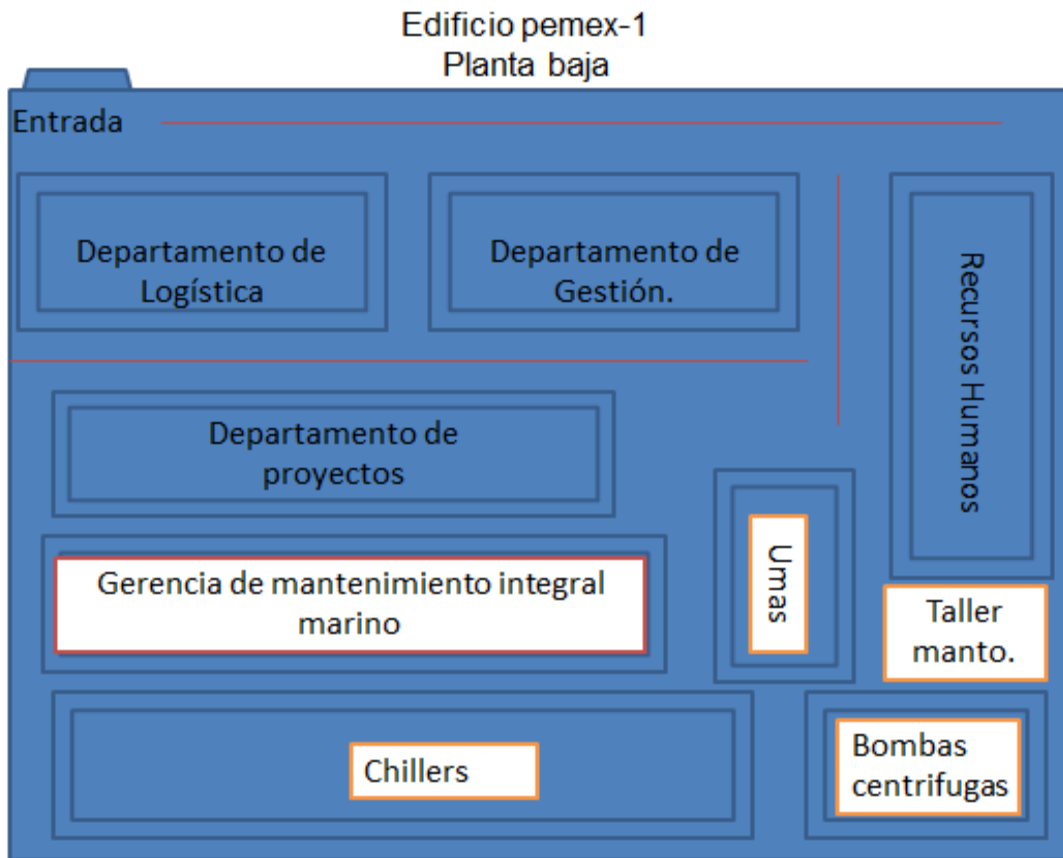 Edificio pemex-1
Planta baja
Entrada
Departamento de
Logística
Departamento de
Gestión.
Recursos Humanos
Departamento de
proyectos
Umas
Gerencia de mantenimiento integral
marino
Taller
manto.
Chillers
Bombas
centrifugas